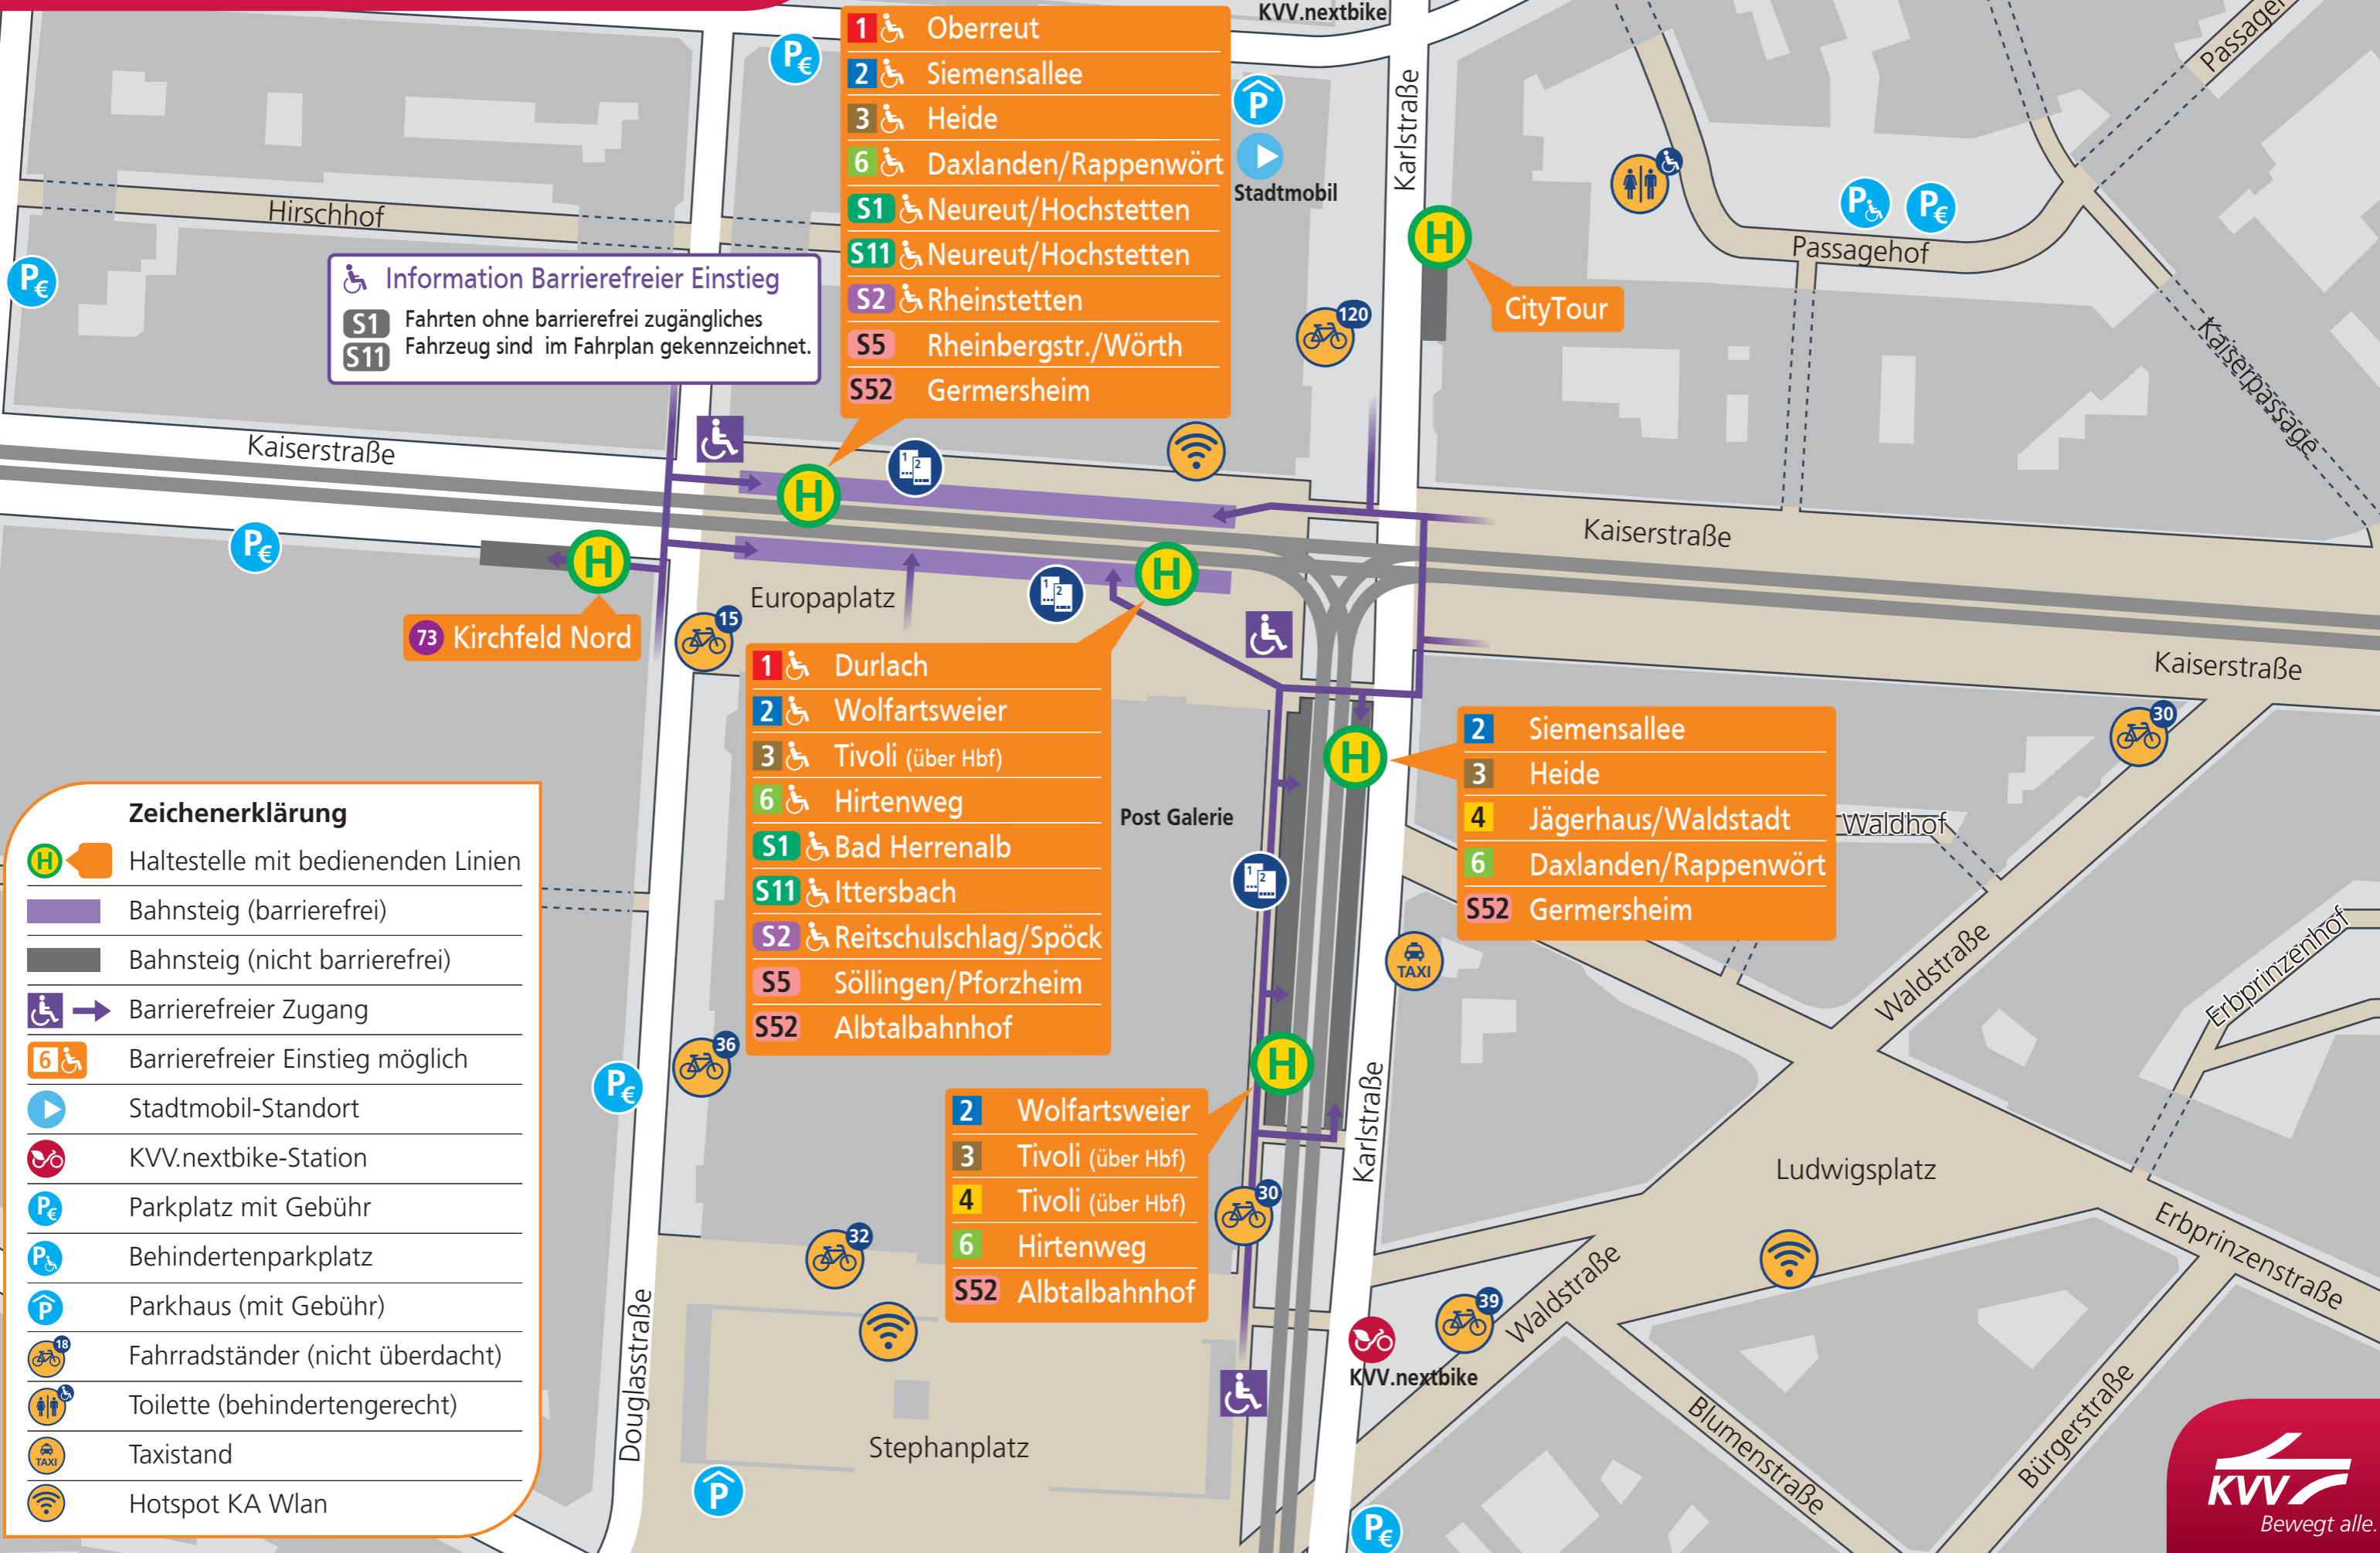 KVV.nextbike
1 Oberreut
2 Siemensallee
3 Heide
6 Daxlanden/Rappenwört
S1 Neureut/Hochstetten
S11 Neureut/Hochstetten
S2 Rheinstetten
S5 Rheinbergstr./Wörth
S52 Germersheim
P€
P
Stadtmobil
Karlstraße
Passagehof
P
P€
Hirschhof
P€
H
CityTour
120
Kaiserpassage
Information Barrierefreier Einstieg
S1 Fahrten ohne barrierefrei zugängliches
S11 Fahrzeug sind im Fahrplan gekennzeichnet.
Kaiserstraße
H
1 2
Kaiserstraße
P€
H
73 Kirchfeld Nord
Europaplatz
1 2
H
15
Kaiserstraße
1 Durlach
2 Wolfartsweier
3 Tivoli (über Hbf)
6 Hirtenweg
S1 Bad Herrenalb
S11 Ittersbach
S2 Reitschulschlag/Spöck
S5 Söllingen/Pforzheim
S52 Albtalbahnhof
Post Galerie
H
2 Siemensallee
3 Heide
4 Jägerhaus/Waldstadt
6 Daxlanden/Rappenwört
S52 Germersheim
30
Waldhof
1 2
TAXI
Waldstraße
Erbprinzenhof
H
36
P€
2 Wolfartsweier
3 Tivoli (über Hbf)
4 Tivoli (über Hbf)
6 Hirtenweg
S52 Albtalbahnhof
Karlstraße
30
Ludwigsplatz
Erbprinzenstraße
32
Douglasstraße
Waldstraße
39
KVV.nextbike
Stephanplatz
P
P€
Blumenstraße
Bürgerstraße
Zeichenerklärung
H Haltestelle mit bedienenden Linien
Bahnsteig (barrierefrei)
Bahnsteig (nicht barrierefrei)
Barrierefreier Zugang
6 Barrierefreier Einstieg möglich
Stadtmobil-Standort
KVV.nextbike-Station
P€ Parkplatz mit Gebühr
P Behindertenparkplatz
P Parkhaus (mit Gebühr)
18 Fahrradständer (nicht überdacht)
Toilette (behindertengerecht)
TAXI Taxistand
Hotspot KA Wlan
KVV
Bewegt alle.